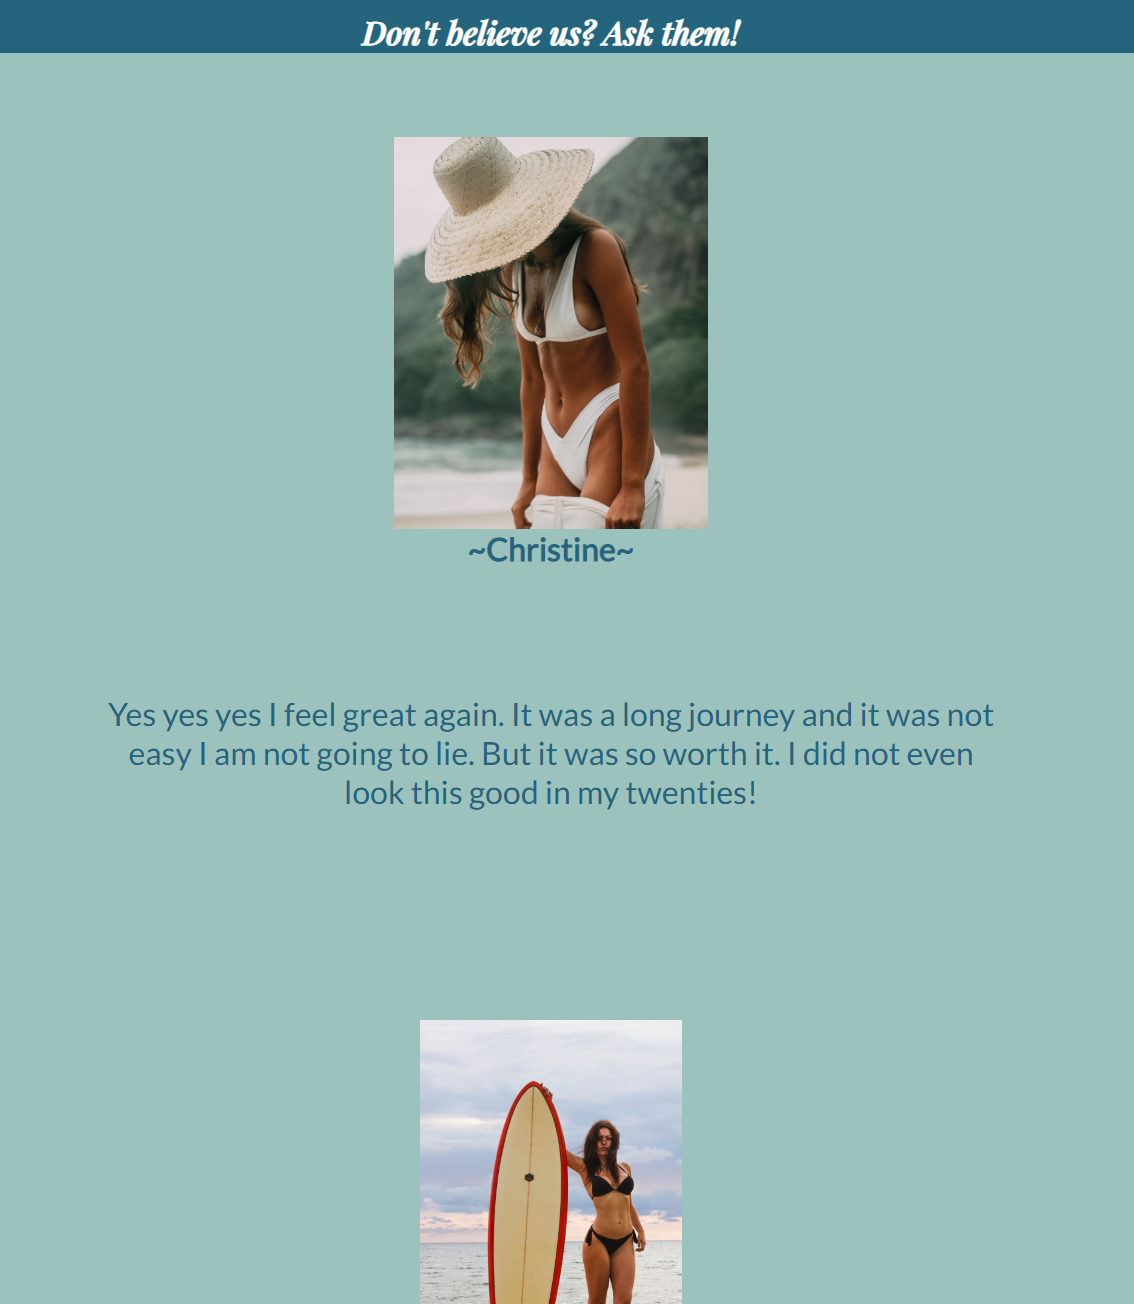 Don't believe us? Ask them!
~Christine~
Yes yes yes I feel great again. It was a long journey and it was not
easy I am not going to lie. But it was so worth it. I did not even
look this good in my twenties!